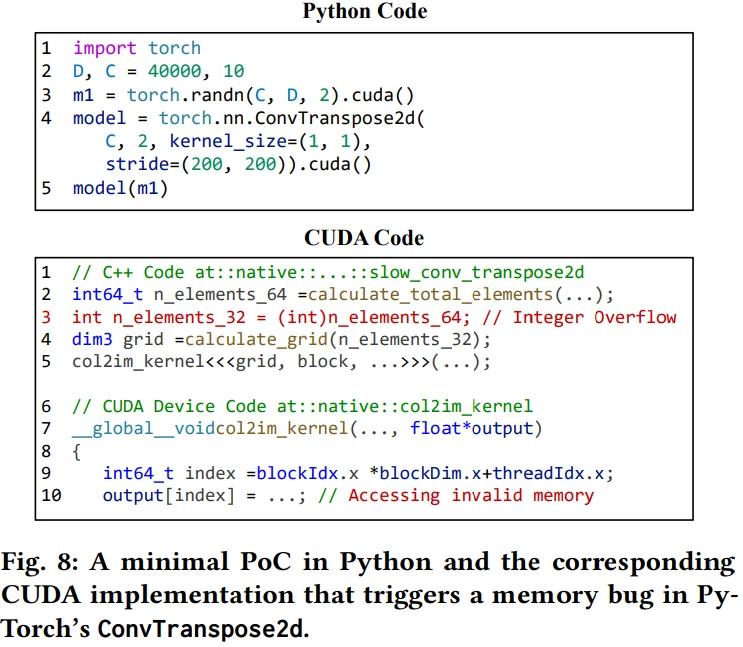 Python Code
1 import torch
2 D, C = 40000, 10
3 m1 = torch.randn(C, D, 2).cuda()
4 model = torch.nn.ConvTranspose2d(
C, 2, kernel_size=(1, 1),
stride=(200, 200)).cuda()
5 model(m1)
CUDA Code
1 // C++ Code at::native::...::slow_conv_transpose2d
2 int64_t n_elements_64 =calculate_total_elements(...);
3 int n_elements_32 = (int)n_elements_64; // Integer Overflow
4 dim3 grid =calculate_grid(n_elements_32);
5 col2im_kernel<<<grid, block, ...>>>(...);
6 // CUDA Device Code at::native::col2im_kernel
7 __global__voidcol2im_kernel(..., float*output)
8 {
9 int64_t index =blockIdx.x *blockDim.x+threadIdx.x;
10 output[index] = ...; // Accessing invalid memory
Fig. 8: A minimal PoC in Python and the corresponding
CUDA implementation that triggers a memory bug in Py-
Torch's ConvTranspose2d.